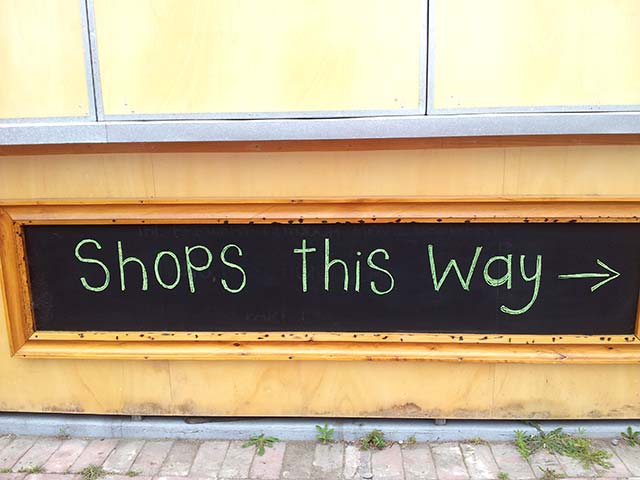 Shops this Way →